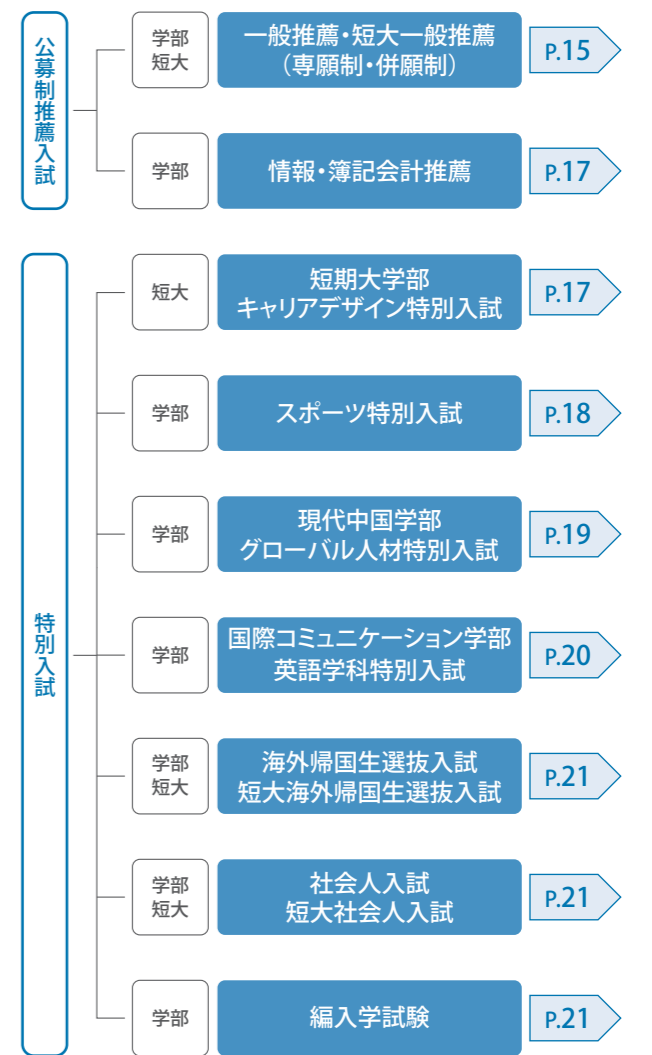 公募制推薦入試
学部
短大
一般推薦・短大一般推薦
（専願制・併願制）
P.15
学部
情報・簿記会計推薦
P.17
特別入試
短大
短期大学部
キャリアデザイン特別入試
P.17
学部
スポーツ特別入試
P.18
学部
現代中国学部
グローバル人材特別入試
P.19
学部
国際コミュニケーション学部
英語学科特別入試
P.20
学部
短大
海外帰国生選抜入試
短大海外帰国生選抜入試
P.21
学部
短大
社会人入試
短大社会人入試
P.21
学部
編入学試験
P.21